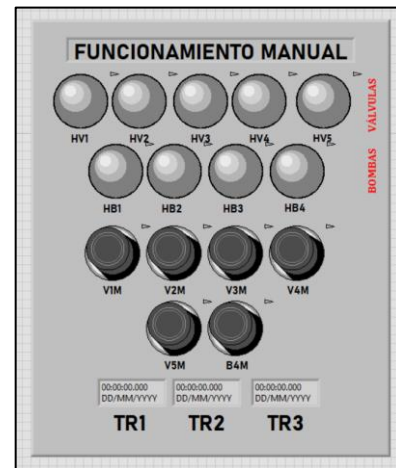 FUNCIONAMIENTO MANUAL
HV1 HV2 HV3 HV4 HV5
VÁLVULAS
HB1 HB2 HB3 HB4
BOMBAS
V1M V2M V3M V4M
V5M B4M
00:00:00.000 00:00:00.000 00:00:00.000
DD/MM/YYYY DD/MM/YYYY DD/MM/YYYY
TR1 TR2 TR3